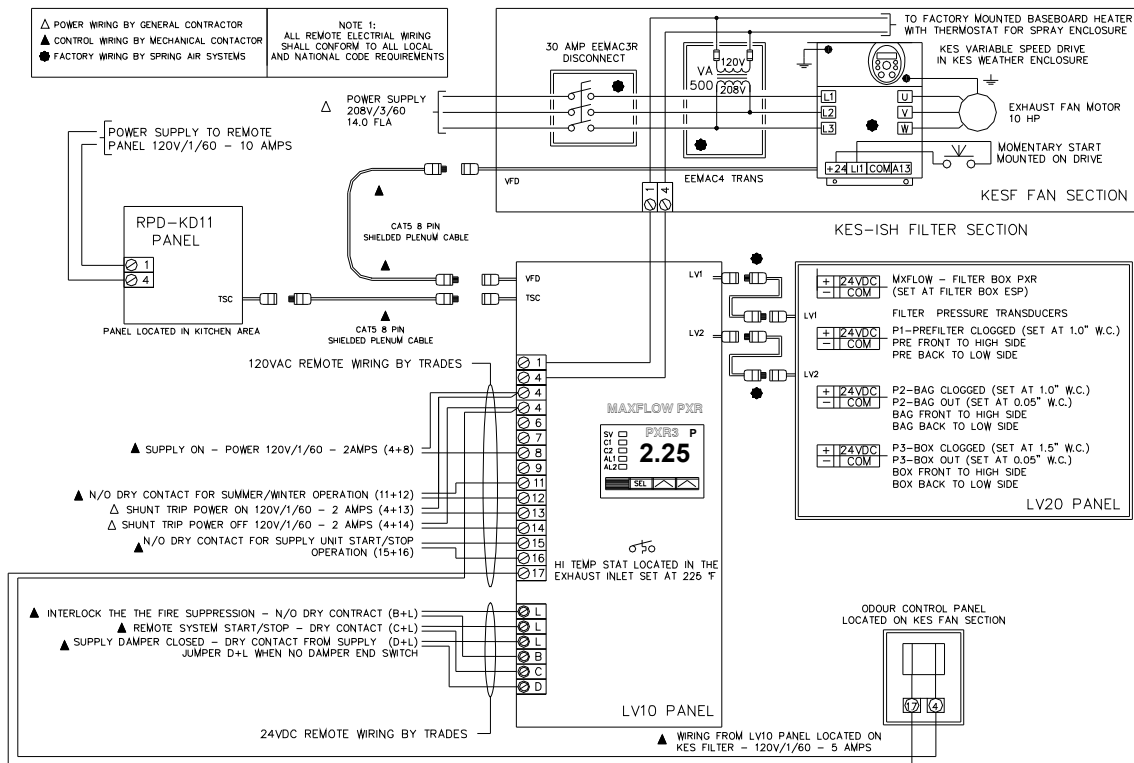 △ POWER WIRING BY GENERAL CONTRACTOR
▲ CONTROL WIRING BY MECHANICAL CONTACTOR
FACTORY WIRING BY SPRING AIR SYSTEMS
NOTE 1:
ALL REMOTE ELECTRIAL WIRING
SHALL CONFORM TO ALL LOCAL
AND NATIONAL CODE REQUIREMENTS
30 AMP EEMAC3R
DISCONNECT
VA
500
120V
208V
TO FACTORY MOUNTED BASEBOARD HEATER
WITH THERMOSTAT FOR SPRAY ENCLOSURE
KES VARIABLE SPEED DRIVE
IN KES WEATHER ENCLOSURE
△ POWER SUPPLY
208V/3/60
14.0 FLA
L1
L2
L3
U
V
W
EXHAUST FAN MOTOR
10 HP
MOMENTARY START
MOUNTED ON DRIVE
+24 LI1 COM A13
EEMAC4 TRANS
VFD
KESF FAN SECTION
1
4
KES-ISH FILTER SECTION
POWER SUPPLY TO REMOTE
PANEL 120V/1/60 - 10 AMPS
RPD-KD11
PANEL
1
4
TSC
PANEL LOCATED IN KITCHEN AREA
CAT5 8 PIN
SHIELDED PLENUM CABLE
CAT5 8 PIN
SHIELDED PLENUM CABLE
VFD
TSC
LV1
LV2
LV1
LV2
+ 24VDC
- COM
MXFLOW - FILTER BOX PXR
(SET AT FILTER BOX ESP)
FILTER PRESSURE TRANSDUCERS
+ 24VDC
- COM
P1-PREFILTER CLOGGED (SET AT 1.0" W.C.)
PRE FRONT TO HIGH SIDE
PRE BACK TO LOW SIDE
+ 24VDC
- COM
P2-BAG CLOGGED (SET AT 1.0" W.C.)
P2-BAG OUT (SET AT 0.05" W.C.)
BAG FRONT TO HIGH SIDE
BAG BACK TO LOW SIDE
+ 24VDC
- COM
P3-BOX CLOGGED (SET AT 1.5" W.C.)
P3-BOX OUT (SET AT 0.05" W.C.)
BOX FRONT TO HIGH SIDE
BOX BACK TO LOW SIDE
LV20 PANEL
120VAC REMOTE WIRING BY TRADES
1
4
4
4
6
7
8
9
11
12
13
14
15
16
17
▲ SUPPLY ON - POWER 120V/1/60 - 2AMPS (4+8)
▲ N/O DRY CONTACT FOR SUMMER/WINTER OPERATION (11+12)
△ SHUNT TRIP POWER ON 120V/1/60 - 2 AMPS (4+13)
△ SHUNT TRIP POWER OFF 120V/1/60 - 2 AMPS (4+14)
▲ N/O DRY CONTACT FOR SUPPLY UNIT START/STOP
OPERATION (15+16)
MAXFLOW PXR
SV
C1
C2
AL1
AL2
PXR3 P
2.25
SEL
HI TEMP STAT LOCATED IN THE
EXHAUST INLET SET AT 225 °F
▲ INTERLOCK THE THE FIRE SUPPRESSION - N/O DRY CONTRACT (B+L)
▲ REMOTE SYSTEM START/STOP - DRY CONTACT (C+L)
▲ SUPPLY DAMPER CLOSED - DRY CONTACT FROM SUPPLY (D+L)
JUMPER D+L WHEN NO DAMPER END SWITCH
L
L
L
B
C
D
24VDC REMOTE WIRING BY TRADES
LV10 PANEL
ODOUR CONTROL PANEL
LOCATED ON KES FAN SECTION
17
4
▲ WIRING FROM LV10 PANEL LOCATED ON
KES FILTER - 120V/1/60 - 5 AMPS